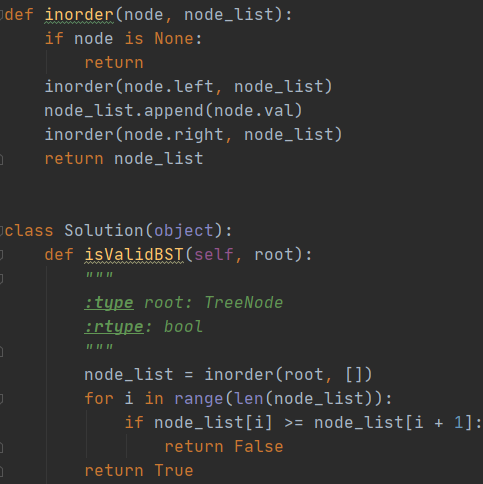 def inorder(node, node_list):
    if node is None:
        return
    inorder(node.left, node_list)
    node_list.append(node.val)
    inorder(node.right, node_list)
    return node_list
class Solution(object):
    def isValidBST(self, root):
        """
        :type root: TreeNode
        :rtype: bool
        """
        node_list = inorder(root, [])
        for i in range(len(node_list)):
            if node_list[i] >= node_list[i + 1]:
                return False
        return True